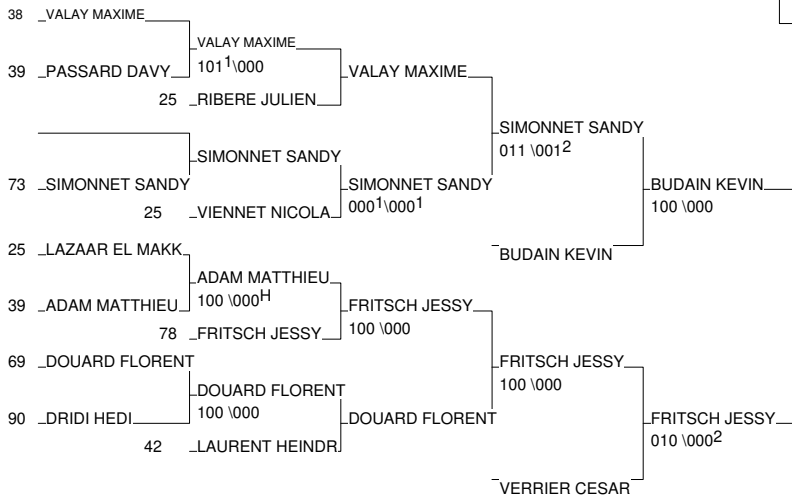 38 VALAY MAXIME
VALAY MAXIME
39 PASSARD DAVY 101¹\000 VALAY MAXIME
25 RIBERE JULIEN
SIMONNET SANDY
SIMONNET SANDY 011 \001²
73 SIMONNET SANDY SIMONNET SANDY BUDAIN KEVIN
25 VIENNET NICOLA 000¹\000¹ 100 \000
25 LAZAAR EL MAKK BUDAIN KEVIN
ADAM MATTHIEU
39 ADAM MATTHIEU 100 \000H FRITSCH JESSY
78 FRITSCH JESSY 100 \000
69 DOUARD FLORENT FRITSCH JESSY
DOUARD FLORENT 100 \000
90 DRIDI HEDI 100 \000 DOUARD FLORENT FRITSCH JESSY
42 LAURENT HEINDR 010 \000²
VERRIER CESAR